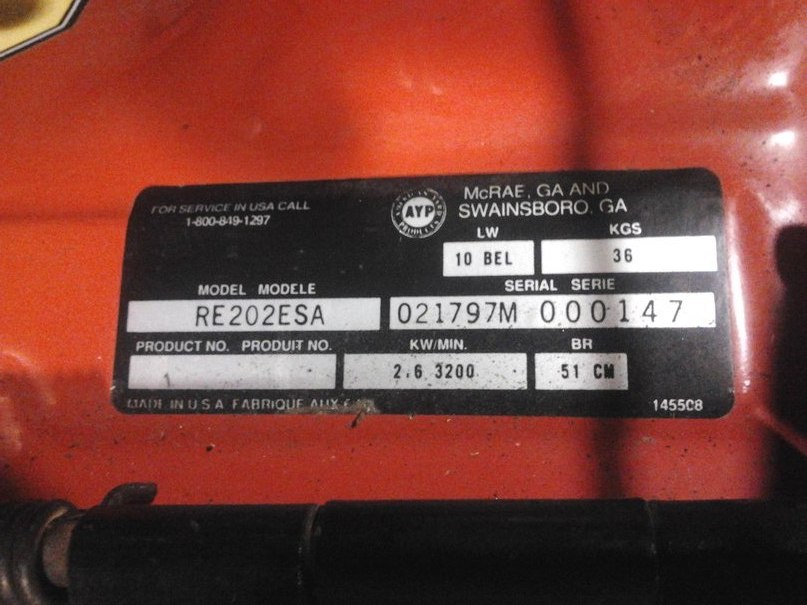 FOR SERVICE IN USA CALL
1-800-849-1297
AYP
McRAE, GA AND
SWAINSBORO, GA
LW KGS
10 BEL 36
MODEL MODELE SERIAL SERIE
RE202ESA 021797M 000147
PRODUCT NO. PRODUIT NO. KW/MIN. BR
2.6 3200 51 CM
MADE IN U S A FABRIQUE AUX 145508